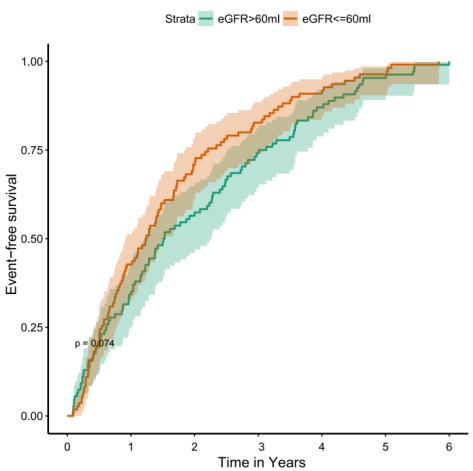 Strata eGFR>60ml eGFR<=60ml
Event−free survival
1.00
0.75
0.50
0.25
0.00
p = 0.074
0 1 2 3 4 5 6
Time in Years